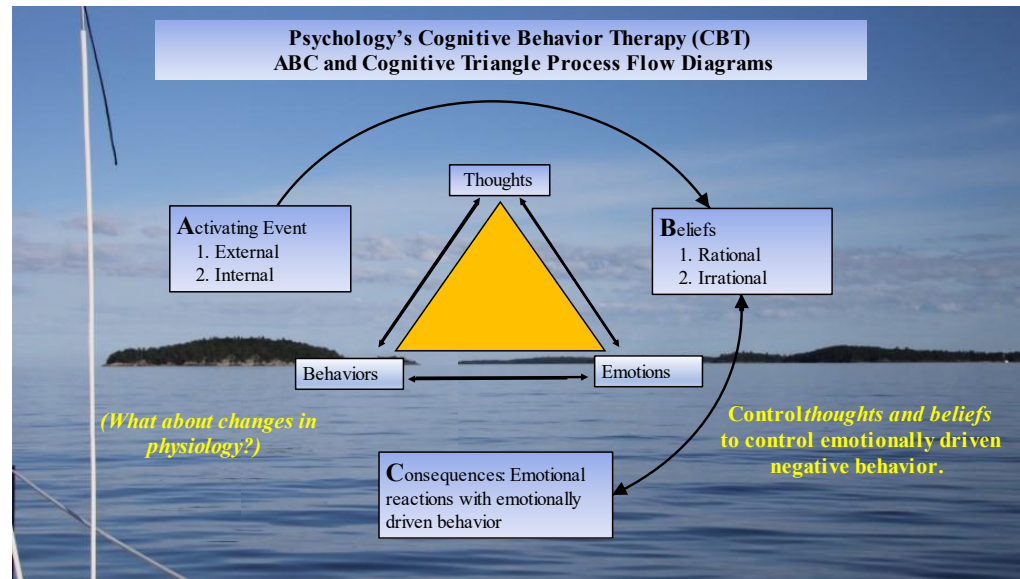 Psychology's Cognitive Behavior Therapy (CBT)
ABC and Cognitive Triangle Process Flow Diagrams
Thoughts
Activating Event
1. External
2. Internal
Beliefs
1. Rational
2. Irrational
Behaviors
Emotions
(What about changes in
physiology?)
Control thoughts and beliefs
to control emotionally driven
negative behavior.
Consequences: Emotional
reactions with emotionally
driven behavior